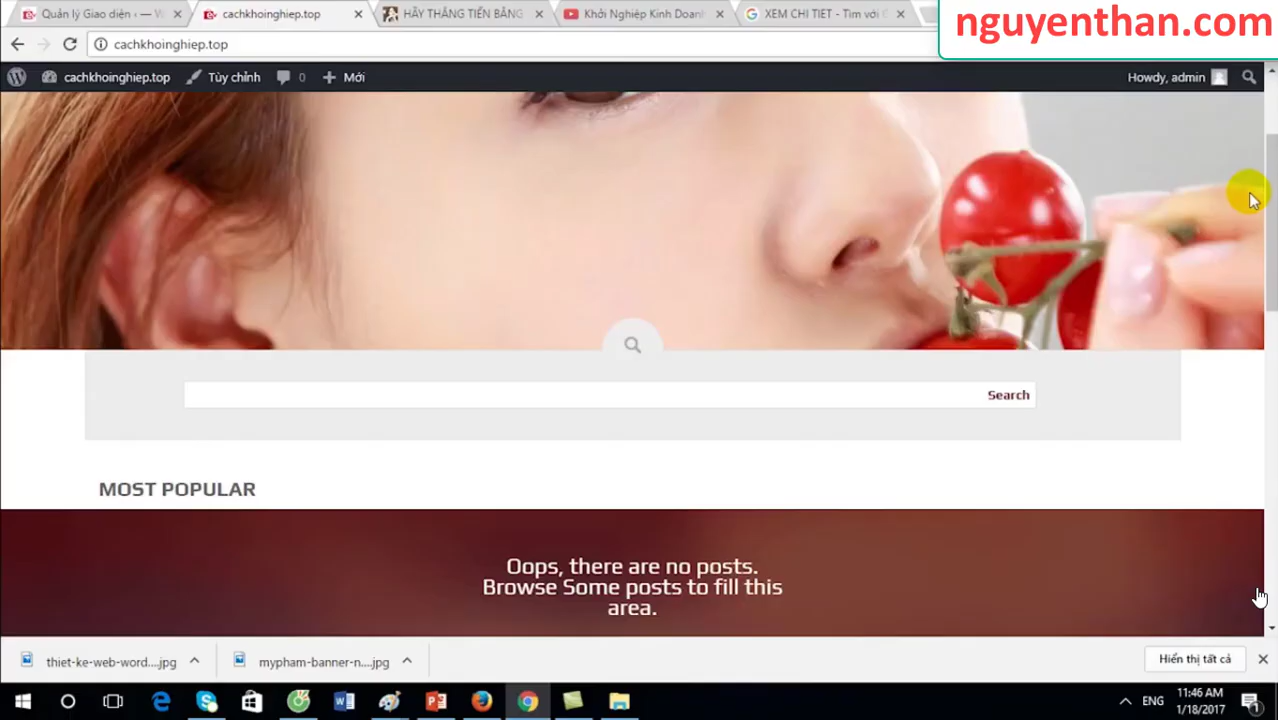 Quản lý Giao diện ‹ — W
cachkhoinghiep.top
HÃY THẲNG TIẾN BẰNG
Khởi Nghiệp Kinh Doanh
XEM CHI TIET - Tìm với G
nguyenthan.com
cachkhoinghiep.top
cachkhoinghiep.top
Tùy chỉnh
0
Mới
Howdy, admin
Search
MOST POPULAR
Oops, there are no posts.
Browse Some posts to fill this
area.
thiet-ke-web-word....jpg
mypham-banner-n....jpg
Hiển thị tất cả
ENG
11:46 AM
1/18/2017